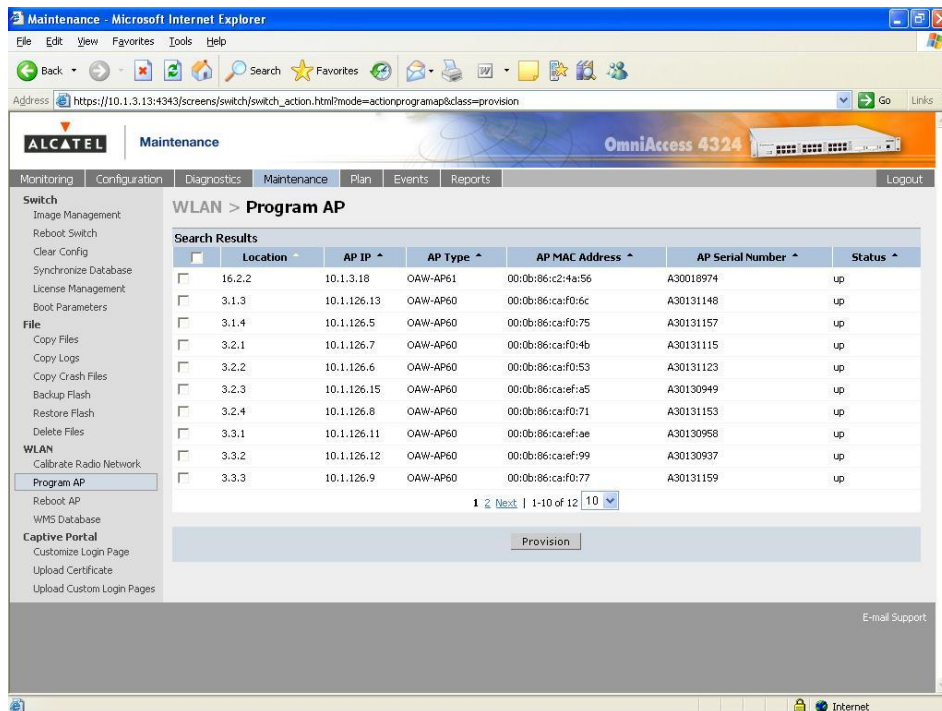 Maintenance - Microsoft Internet Explorer
File Edit View Favorites Tools Help
Back Search Favorites
Address https://10.1.3.13:4343/screens/switch/switch_action.html?mode=actionprogramap&class=provision Go Links
ALCATEL Maintenance OmniAccess 4324
Monitoring Configuration Diagnostics Maintenance Plan Events Reports Logout
Switch
Image Management
Reboot Switch
Clear Config
Synchronize Database
License Management
Boot Parameters
File
Copy Files
Copy Logs
Copy Crash Files
Backup Flash
Restore Flash
Delete Files
WLAN
Calibrate Radio Network
Program AP
Reboot AP
WMS Database
Captive Portal
Customize Login Page
Upload Certificate
Upload Custom Login Pages
WLAN > Program AP
Search Results
Location AP IP AP Type AP MAC Address AP Serial Number Status
16.2.2 10.1.3.18 OAW-AP61 00:0b:86:c2:4a:56 A30018974 up
3.1.3 10.1.126.13 OAW-AP60 00:0b:86:ca:f0:6c A30131148 up
3.1.4 10.1.126.5 OAW-AP60 00:0b:86:ca:f0:75 A30131157 up
3.2.1 10.1.126.7 OAW-AP60 00:0b:86:ca:f0:4b A30131115 up
3.2.2 10.1.126.6 OAW-AP60 00:0b:86:ca:f0:53 A30131123 up
3.2.3 10.1.126.15 OAW-AP60 00:0b:86:ca:ef:a5 A30130949 up
3.2.4 10.1.126.8 OAW-AP60 00:0b:86:ca:f0:71 A30131153 up
3.3.1 10.1.126.11 OAW-AP60 00:0b:86:ca:ef:ae A30130958 up
3.3.2 10.1.126.12 OAW-AP60 00:0b:86:ca:ef:99 A30130937 up
3.3.3 10.1.126.9 OAW-AP60 00:0b:86:ca:f0:77 A30131159 up
1 2 Next | 1-10 of 12 10
Provision
E-mail Support
Internet